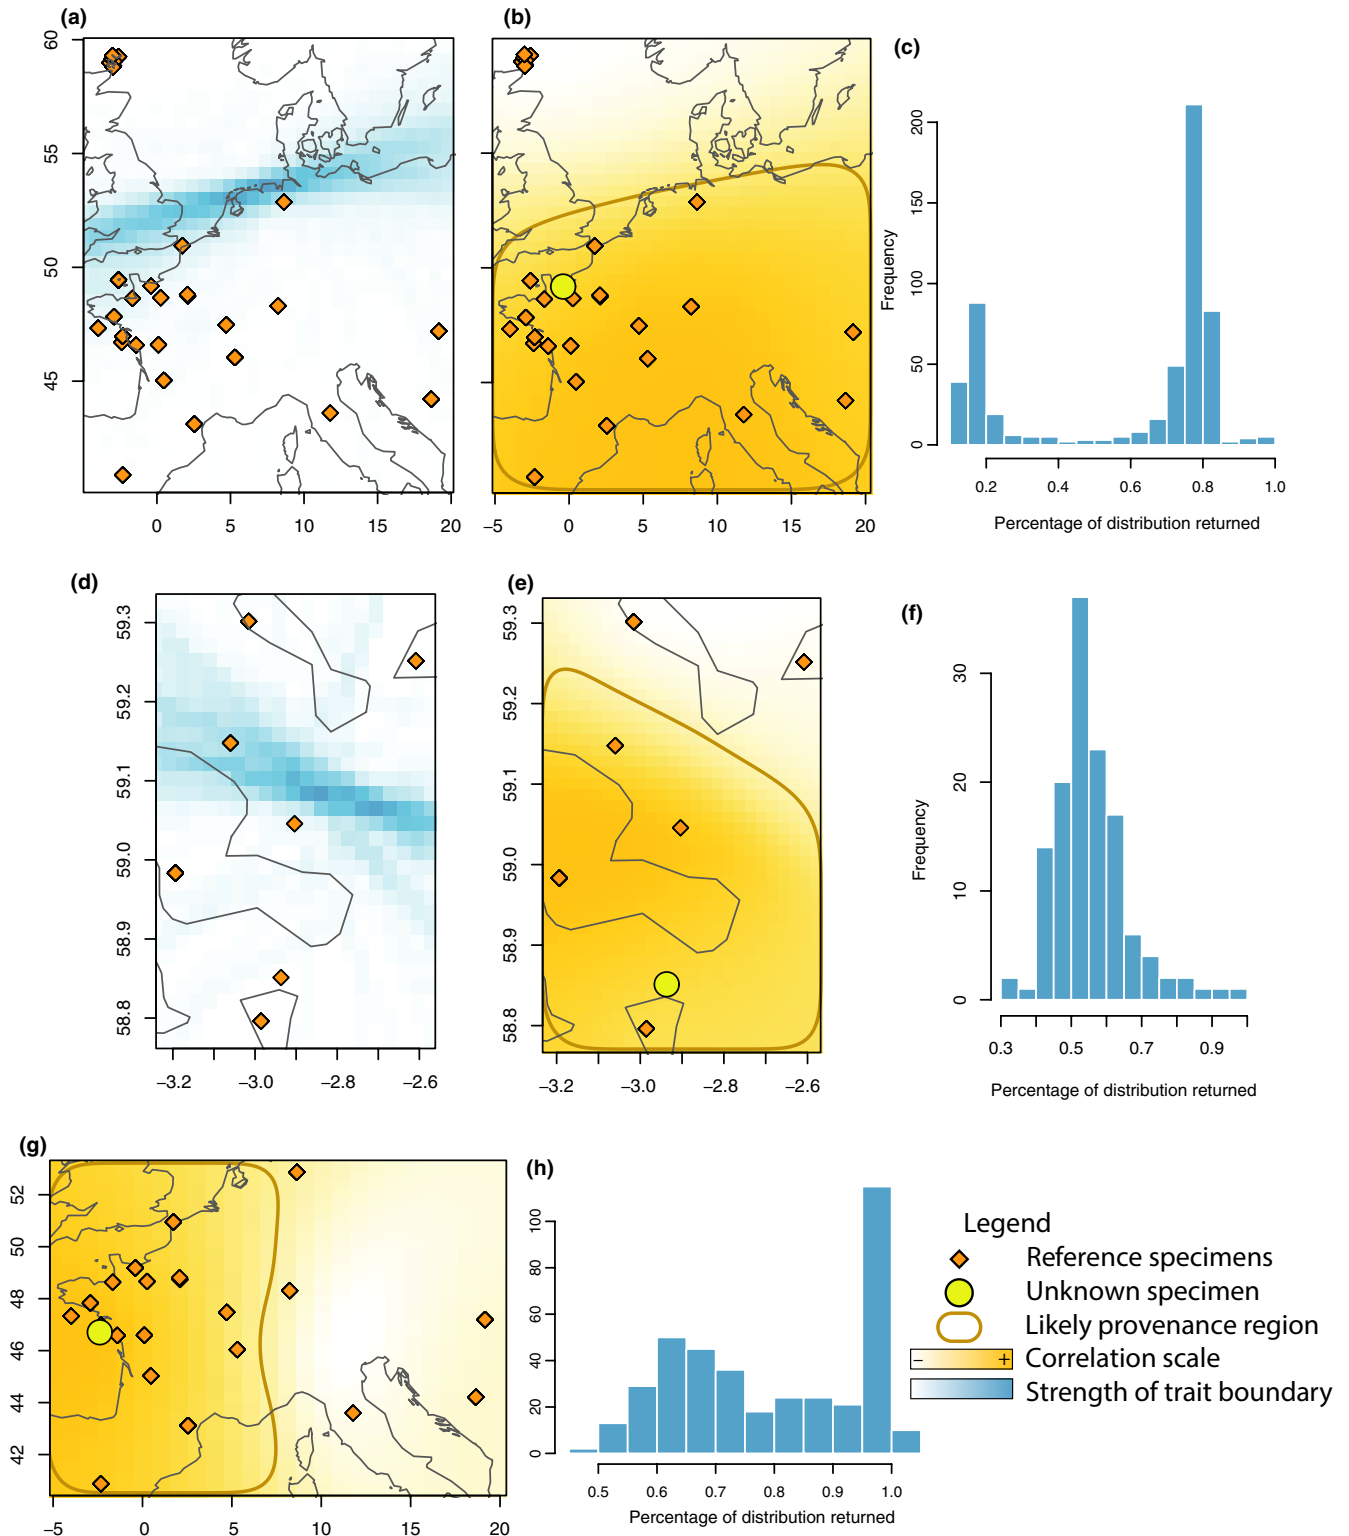 (a)
60
55
50
45
0 5 10 15 20
(b)
−5 0 5 10 15 20
(c)
Frequency
200
150
100
50
0
0.2 0.4 0.6 0.8 1.0
Percentage of distribution returned
(d)
59.3
59.2
59.1
59.0
58.9
58.8
−3.2 −3.0 −2.8 −2.6
(e)
59.3
59.2
59.1
59.0
58.9
58.8
−3.2 −3.0 −2.8 −2.6
(f)
Frequency
30
20
10
0
0.3 0.5 0.7 0.9
Percentage of distribution returned
(g)
52
50
48
46
44
42
−5 0 5 10 15 20
(h)
100
80
60
40
20
0
0.5 0.6 0.7 0.8 0.9 1.0
Percentage of distribution returned
Legend
Reference specimens
Unknown specimen
Likely provenance region
− + Correlation scale
Strength of trait boundary